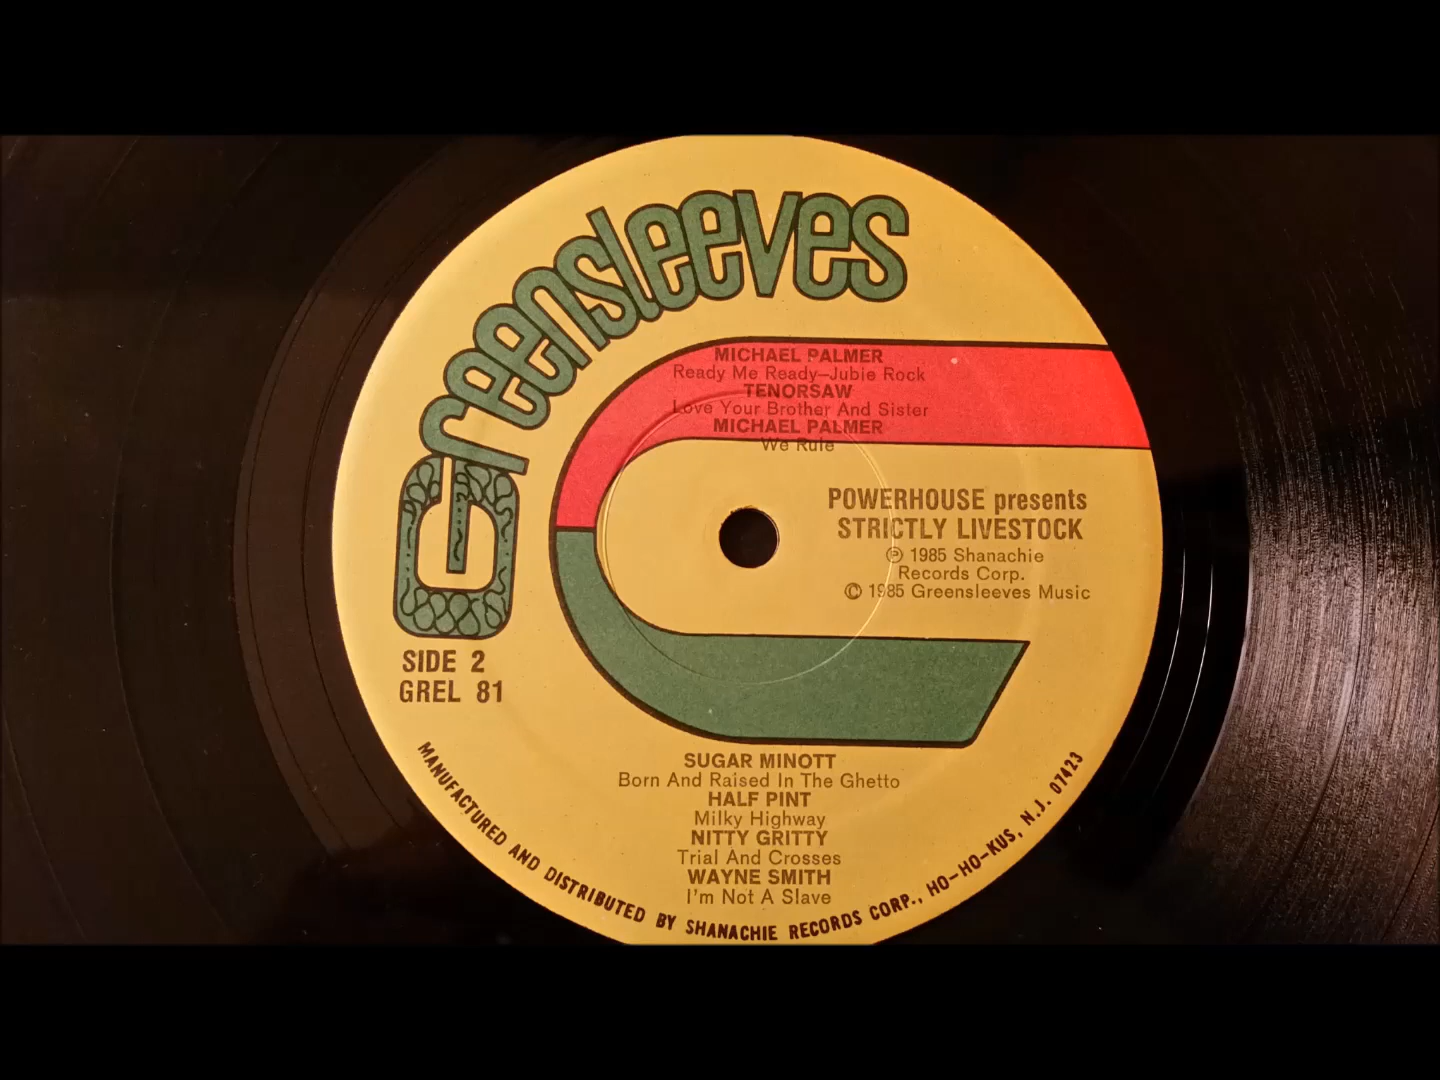 Greensleeves
MICHAEL PALMER
Ready Me Ready–Jubie Rock
TENORSAW
Love Your Brother And Sister
MICHAEL PALMER
We Rule
POWERHOUSE presents
STRICTLY LIVESTOCK
℗ 1985 Shanachie
Records Corp.
© 1985 Greensleeves Music
SIDE 2
GREL 81
SUGAR MINOTT
Born And Raised In The Ghetto
HALF PINT
Milky Highway
NITTY GRITTY
Trial And Crosses
WAYNE SMITH
I'm Not A Slave
MANUFACTURED AND DISTRIBUTED BY SHANACHIE RECORDS CORP., HO-HO-KUS, N.J. 07423